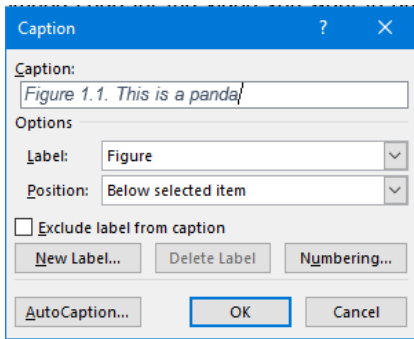 Caption ? ×
Caption:
Figure 1.1. This is a panda
Options
Label: Figure
Position: Below selected item
Exclude label from caption
New Label... Delete Label Numbering...
AutoCaption... OK Cancel